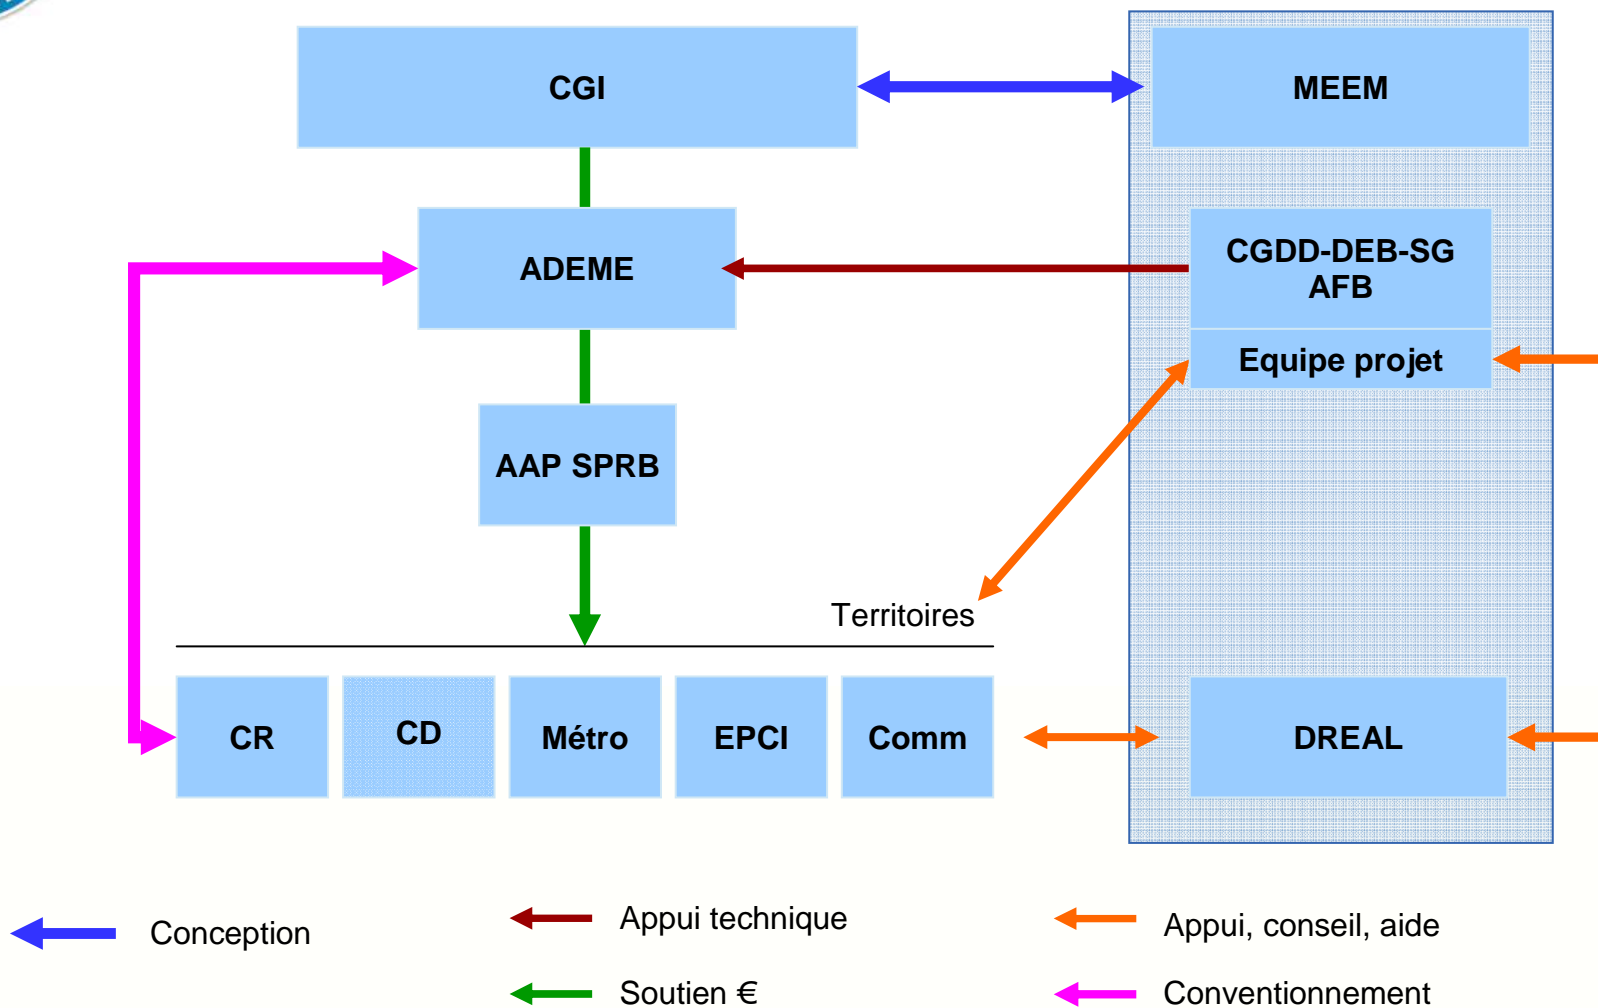 CGI
MEEM
ADEME
CGDD-DEB-SG
AFB
Equipe projet
AAP SPRB
Territoires
CR
CD
Métro
EPCI
Comm
DREAL
Conception
Appui technique
Appui, conseil, aide
Soutien €
Conventionnement